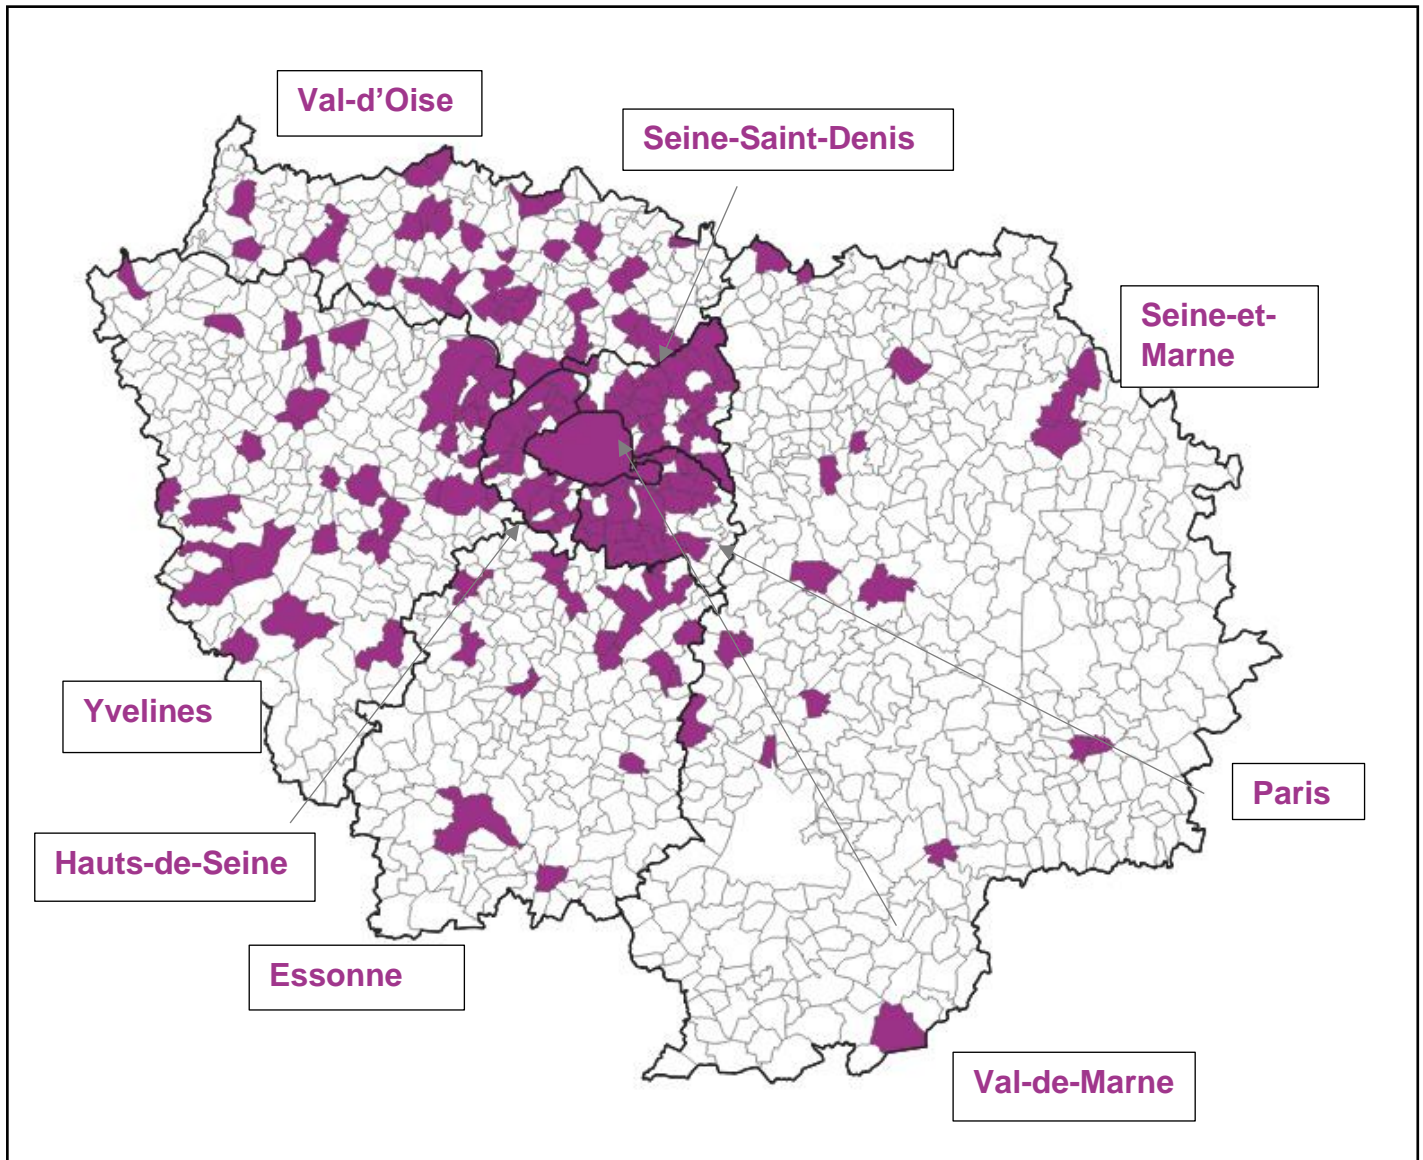 Val-d’Oise
Seine-Saint-Denis
Seine-et-
Marne
Yvelines
Paris
Hauts-de-Seine
Essonne
Val-de-Marne